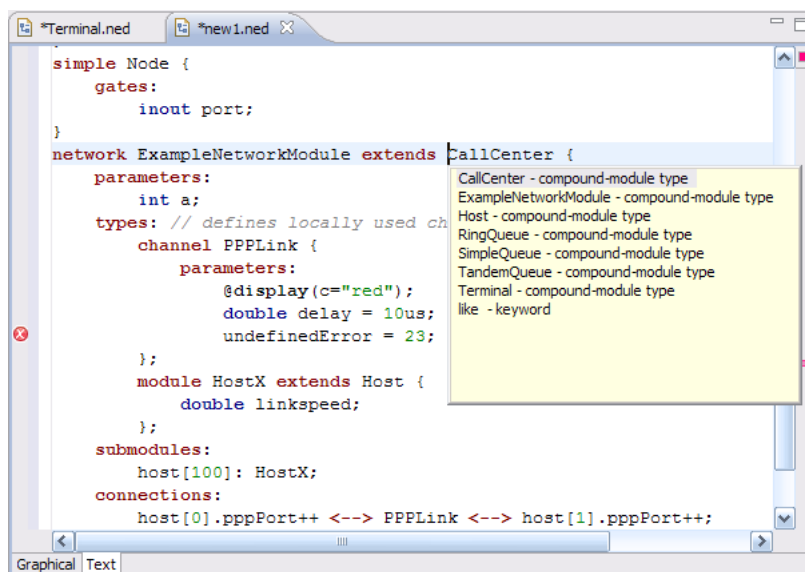 *Terminal.ned
*new1.ned
simple Node {
gates:
inout port;
}
network ExampleNetworkModule extends CallCenter {
parameters:
int a;
types: // defines locally used ch
channel PPPLink {
parameters:
@display(c="red");
double delay = 10us;
undefinedError = 23;
};
module HostX extends Host {
double linkspeed;
};
submodules:
host[100]: HostX;
connections:
host[0].pppPort++ <--> PPPLink <--> host[1].pppPort++;
CallCenter - compound-module type
ExampleNetworkModule - compound-module type
Host - compound-module type
RingQueue - compound-module type
SimpleQueue - compound-module type
TandemQueue - compound-module type
Terminal - compound-module type
like - keyword
Graphical
Text